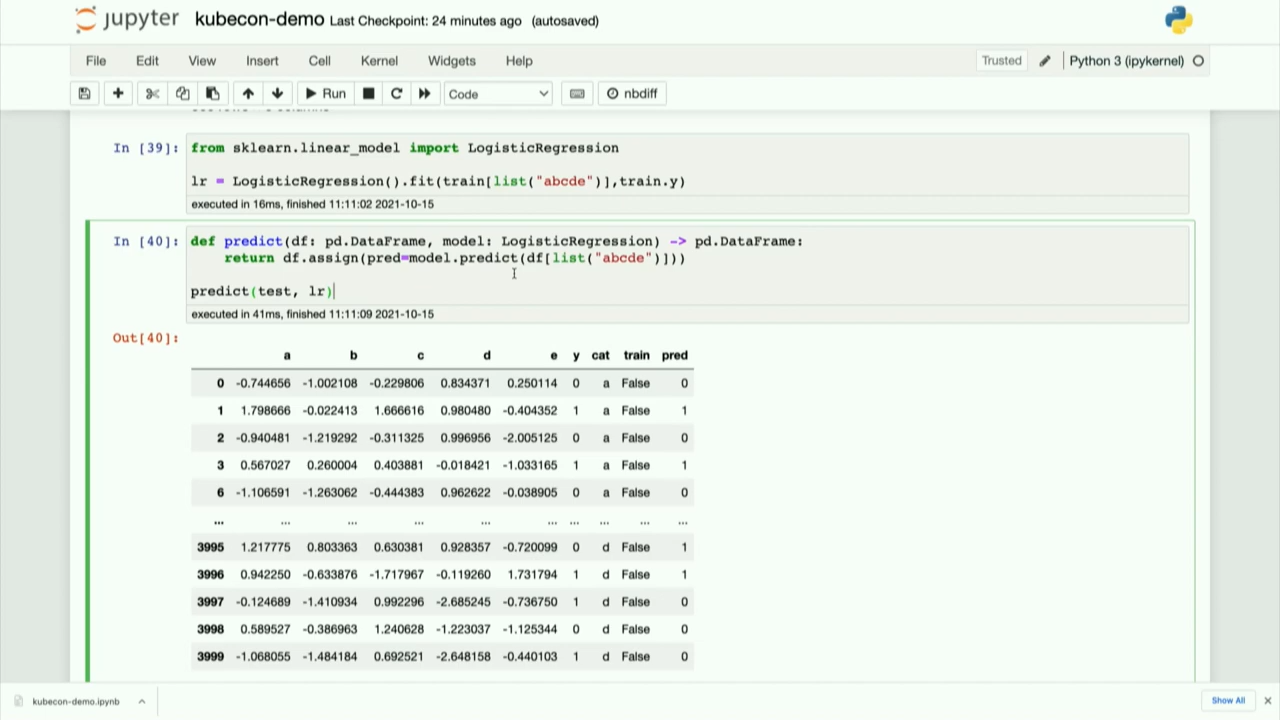 jupyter kubecon-demo Last Checkpoint: 24 minutes ago (autosaved)
File Edit View Insert Cell Kernel Widgets Help Trusted Python 3 (ipykernel)
Run Code nbdiff
In [39]: from sklearn.linear_model import LogisticRegression
lr = LogisticRegression().fit(train[list("abcde")],train.y)
executed in 16ms, finished 11:11:02 2021-10-15
In [40]: def predict(df: pd.DataFrame, model: LogisticRegression) -> pd.DataFrame:
return df.assign(pred=model.predict(df[list("abcde")]))
predict(test, lr)
executed in 41ms, finished 11:11:09 2021-10-15
Out[40]:
a b c d e y cat train pred
0 -0.744656 -1.002108 -0.229806 0.834371 0.250114 0 a False 0
1 1.798666 -0.022413 1.666616 0.980480 -0.404352 1 a False 1
2 -0.940481 -1.219292 -0.311325 0.996956 -2.005125 0 a False 0
3 0.567027 0.260004 0.403881 -0.018421 -1.033165 1 a False 1
6 -1.106591 -1.263062 -0.444383 0.962622 -0.038905 0 a False 0
... ... ... ... ... ... ... ... ... ...
3995 1.217775 0.803363 0.630381 0.928357 -0.720099 0 d False 1
3996 0.942250 -0.633876 -1.717967 -0.119260 1.731794 1 d False 1
3997 -0.124689 -1.410934 0.992296 -2.685245 -0.736750 1 d False 0
3998 0.589527 -0.386963 1.240628 -1.223037 -1.125344 0 d False 0
3999 -1.068055 -1.484184 0.692521 -2.648158 -0.440103 1 d False 0
kubecon-demo.ipynb Show All